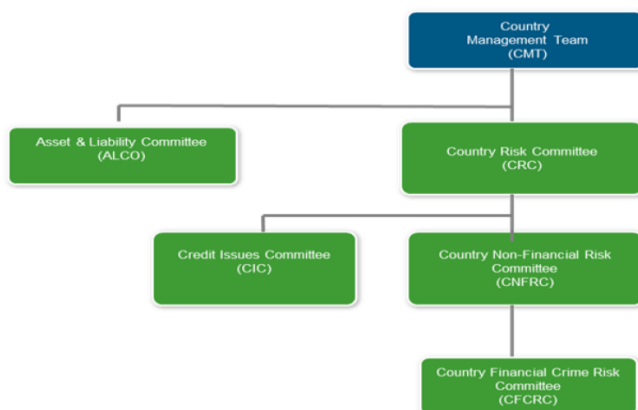 Country
Management Team
(CMT)
Asset & Liability Committee
(ALCO)
Country Risk Committee
(CRC)
Credit Issues Committee
(CIC)
Country Non-Financial Risk
Committee
(CNFRC)
Country Financial Crime Risk
Committee
(CFCRC)